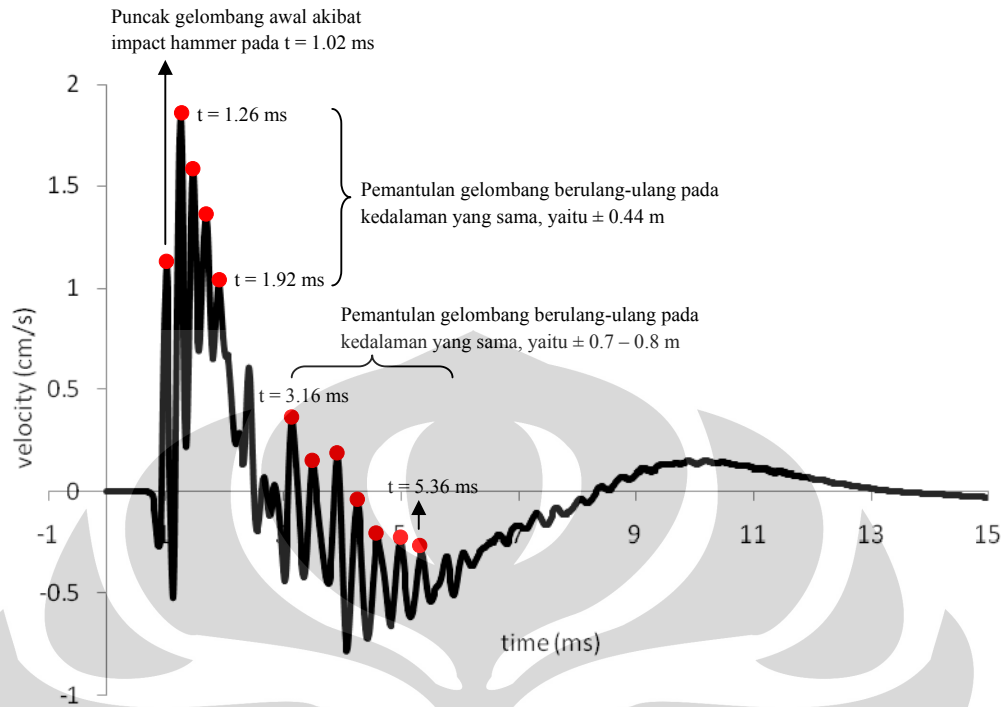 Puncak gelombang awal akibat
impact hammer pada t = 1.02 ms
2
t = 1.26 ms
1.5
Pemantulan gelombang berulang-ulang pada
kedalaman yang sama, yaitu ± 0.44 m
1
t = 1.92 ms
Pemantulan gelombang berulang-ulang pada
kedalaman yang sama, yaitu ± 0.7 – 0.8 m
velocity (cm/s)
0.5
t = 3.16 ms
t = 5.36 ms
0
-1 1 3 5 7 9 11 13 15
-0.5
time (ms)
-1